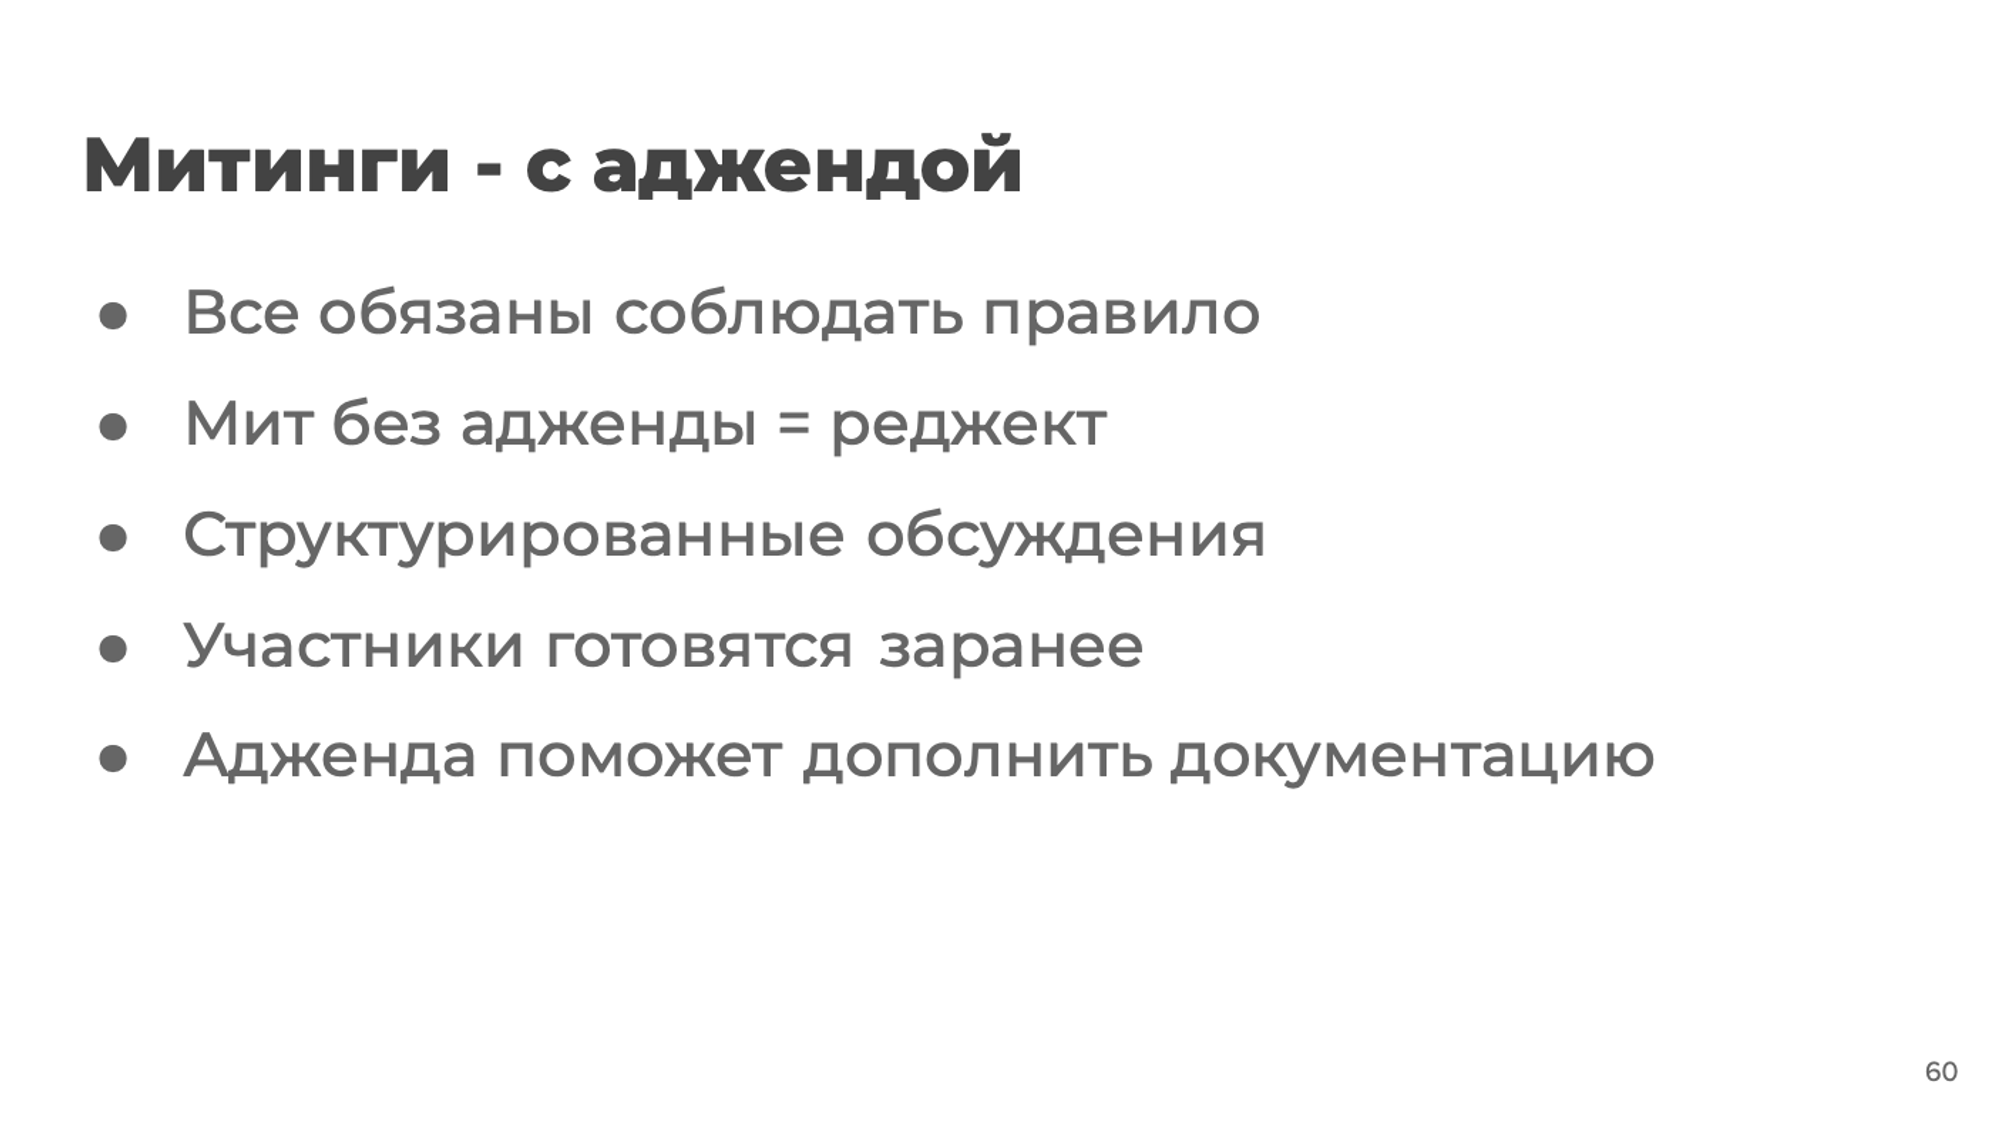 Митинги - с аджендой
● Все обязаны соблюдать правило
● Мит без адженды = реджект
● Структурированные обсуждения
● Участники готовятся заранее
● Адженда поможет дополнить документацию
60